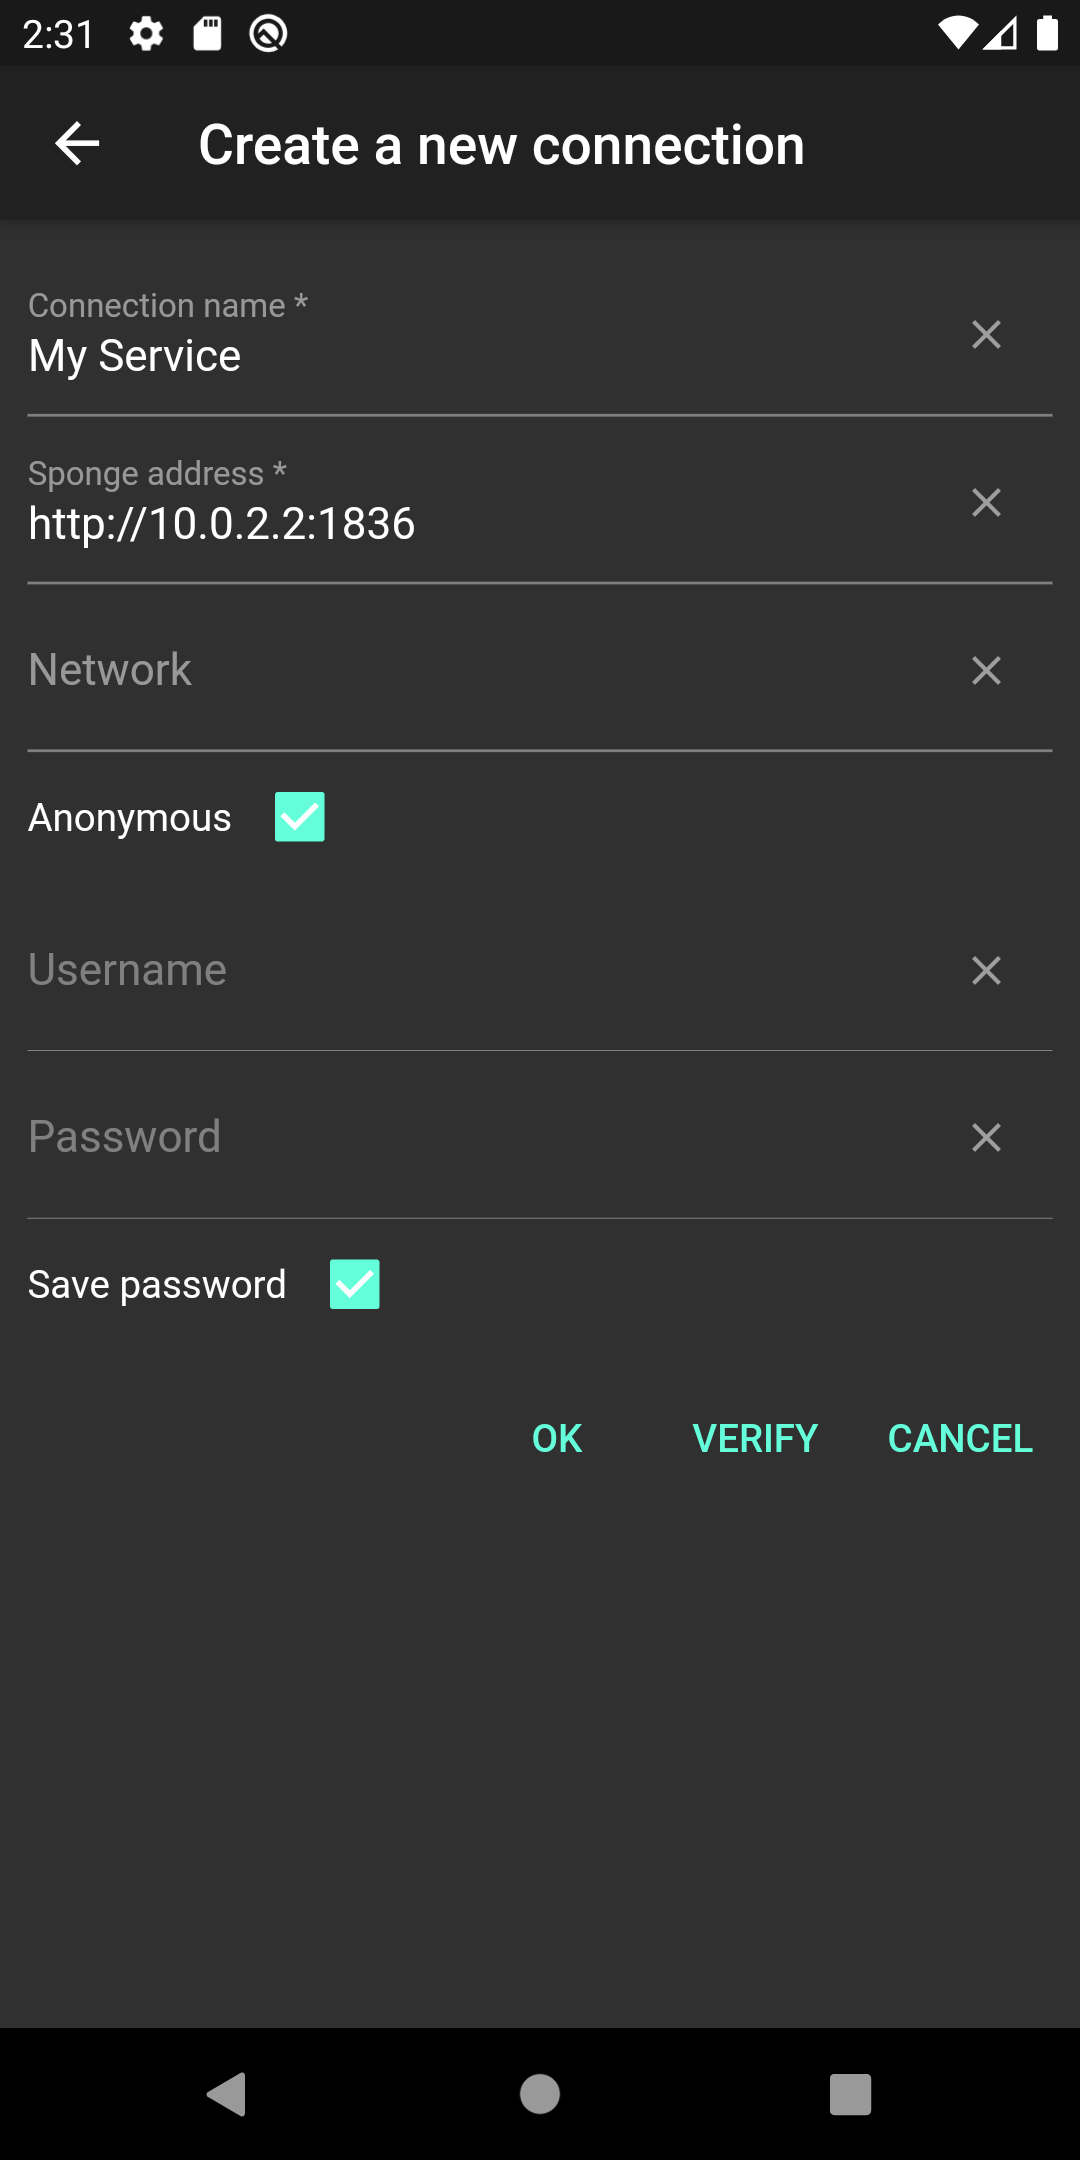 2:31
Create a new connection
Connection name *
My Service
Sponge address *
http://10.0.2.2:1836
Network
Anonymous
Username
Password
Save password
OK VERIFY CANCEL